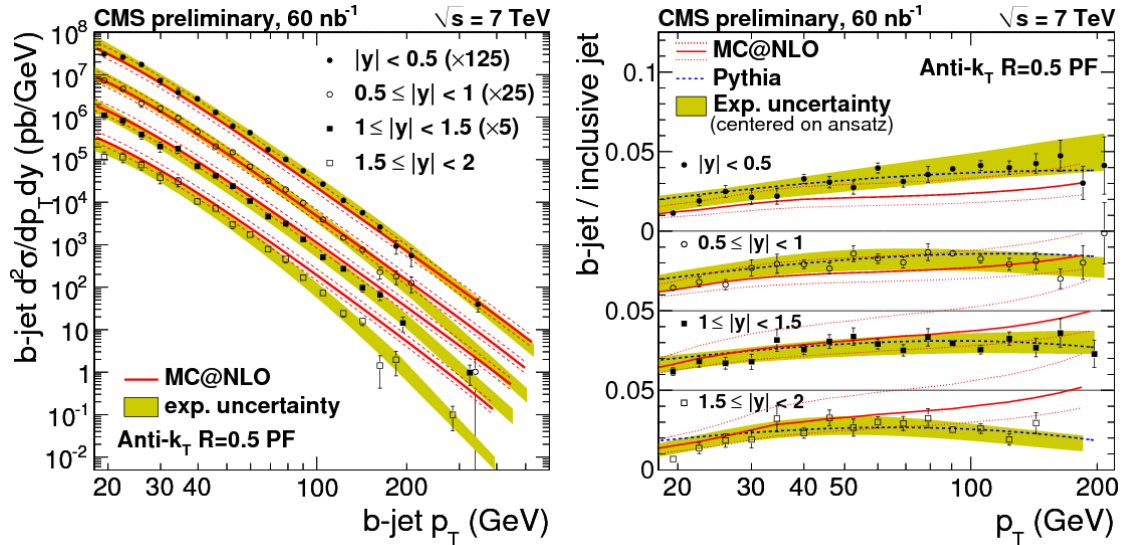 CMS preliminary, 60 nb⁻¹ √s = 7 TeV
b-jet d²σ/dp_T dy (pb/GeV)
10⁸
10⁷
10⁶
10⁵
10⁴
10³
10²
10
1
10⁻¹
10⁻²
|y| < 0.5 (×125)
0.5 ≤ |y| < 1 (×25)
1 ≤ |y| < 1.5 (×5)
1.5 ≤ |y| < 2
MC@NLO
exp. uncertainty
Anti-k_T R=0.5 PF
20 30 100 200
b-jet p_T (GeV)
CMS preliminary, 60 nb⁻¹ √s = 7 TeV
b-jet / inclusive jet
0.1
0.05
0
0.05
0.05
0
MC@NLO
Anti-k_T R=0.5 PF
Pythia
Exp. uncertainty
(centered on ansatz)
|y| < 0.5
0.5 ≤ |y| < 1
1 ≤ |y| < 1.5
1.5 ≤ |y| < 2
20 30 40 100 200
p_T (GeV)